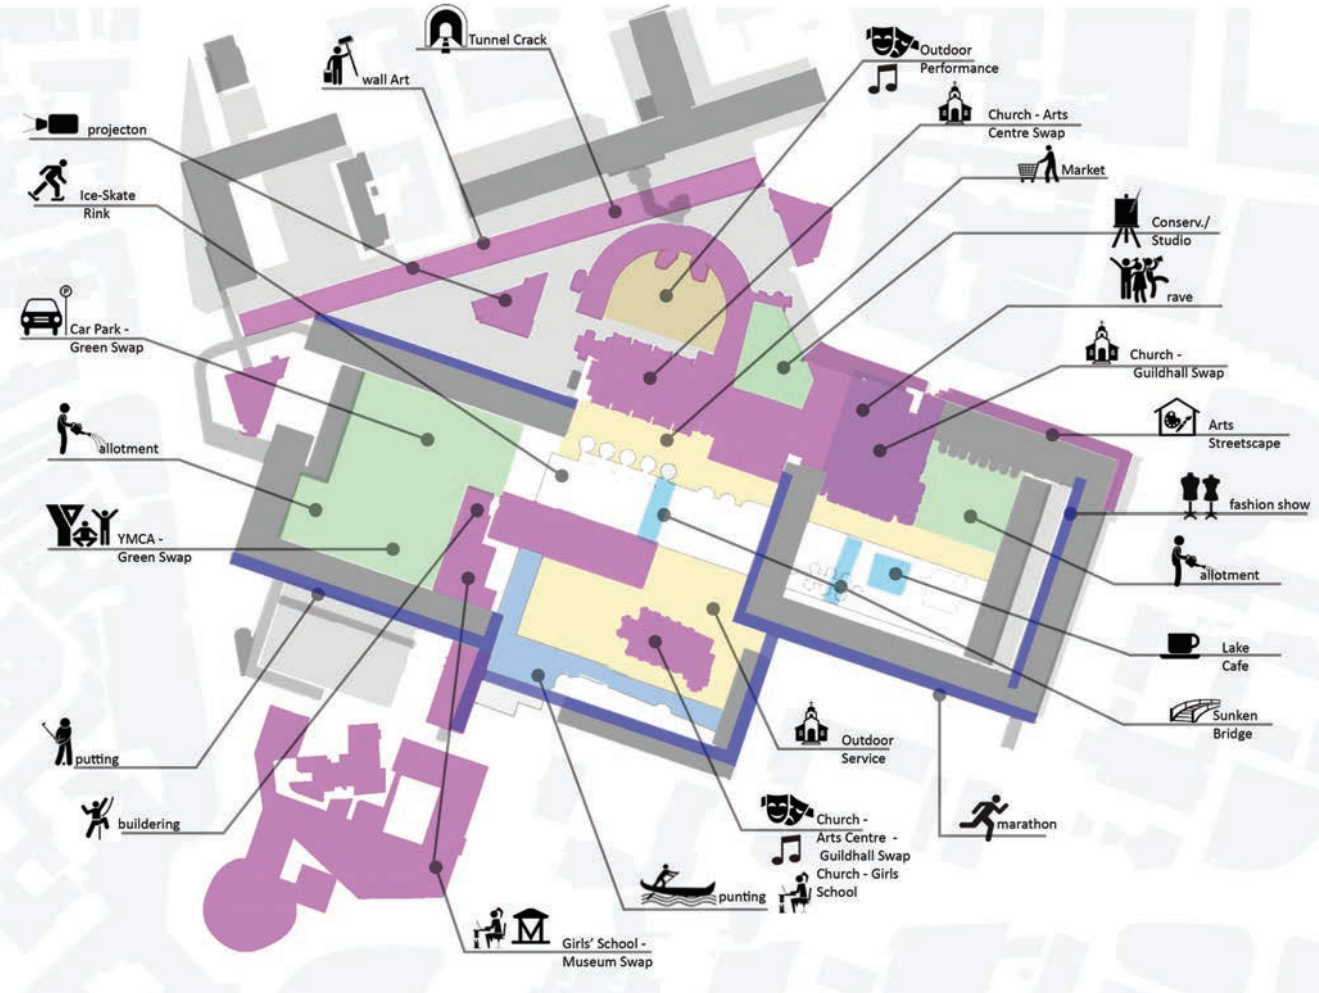 Tunnel Crack
wall Art
projecton
Ice-Skate
Rink
P
Car Park -
Green Swap
allotment
YMCA -
Green Swap
putting
buildering
Girls' School -
Museum Swap
punting
Outdoor
Performance
Church - Arts
Centre Swap
Market
Conserv./
Studio
rave
Church -
Guildhall Swap
Arts
Streetscape
fashion show
allotment
Lake
Cafe
Sunken
Bridge
Outdoor
Service
marathon
Church -
Arts Centre -
Guildhall Swap
Church - Girls
School